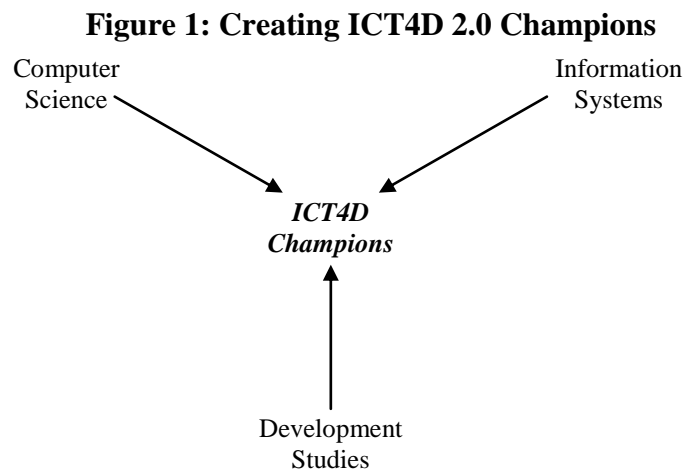 Figure 1: Creating ICT4D 2.0 Champions
Computer
Science
Information
Systems
ICT4D
Champions
Development
Studies